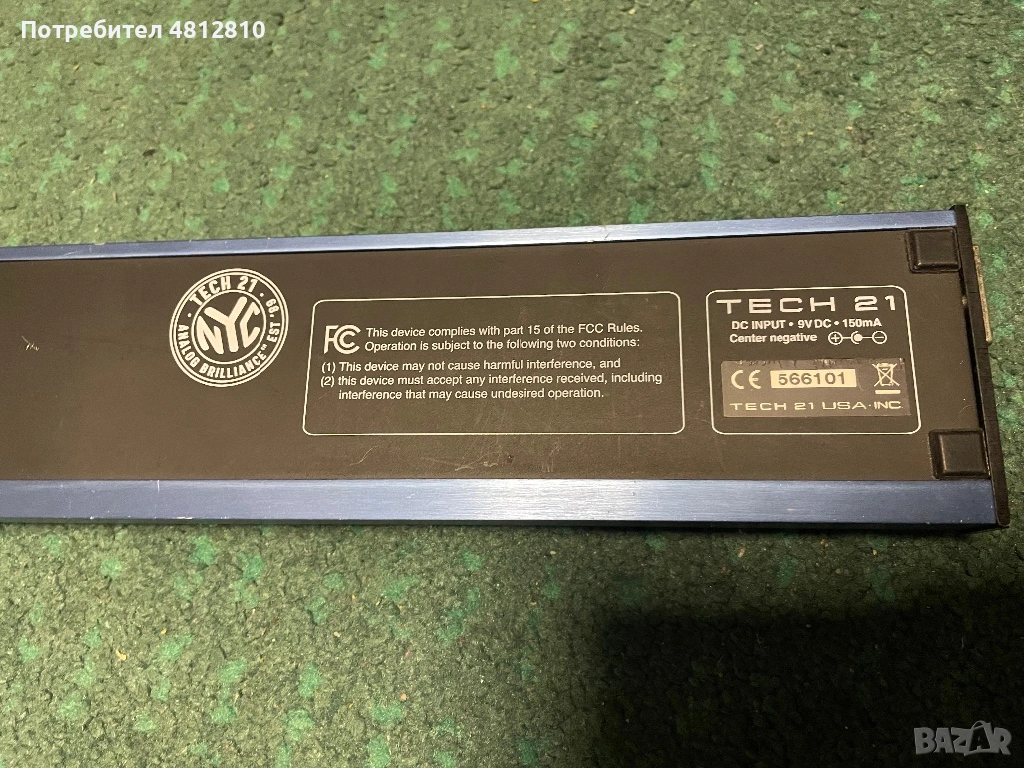 Потребител 4812810
TECH 21 • EST '89
NYC
ANALOG BRILLIANCE™
FC This device complies with part 15 of the FCC Rules.
Operation is subject to the following two conditions:
(1) This device may not cause harmful interference, and
(2) this device must accept any interference received, including
interference that may cause undesired operation.
TECH 21
DC INPUT • 9V DC • 150mA
Center negative
CE 566101
TECH 21 USA·INC
BAZAR